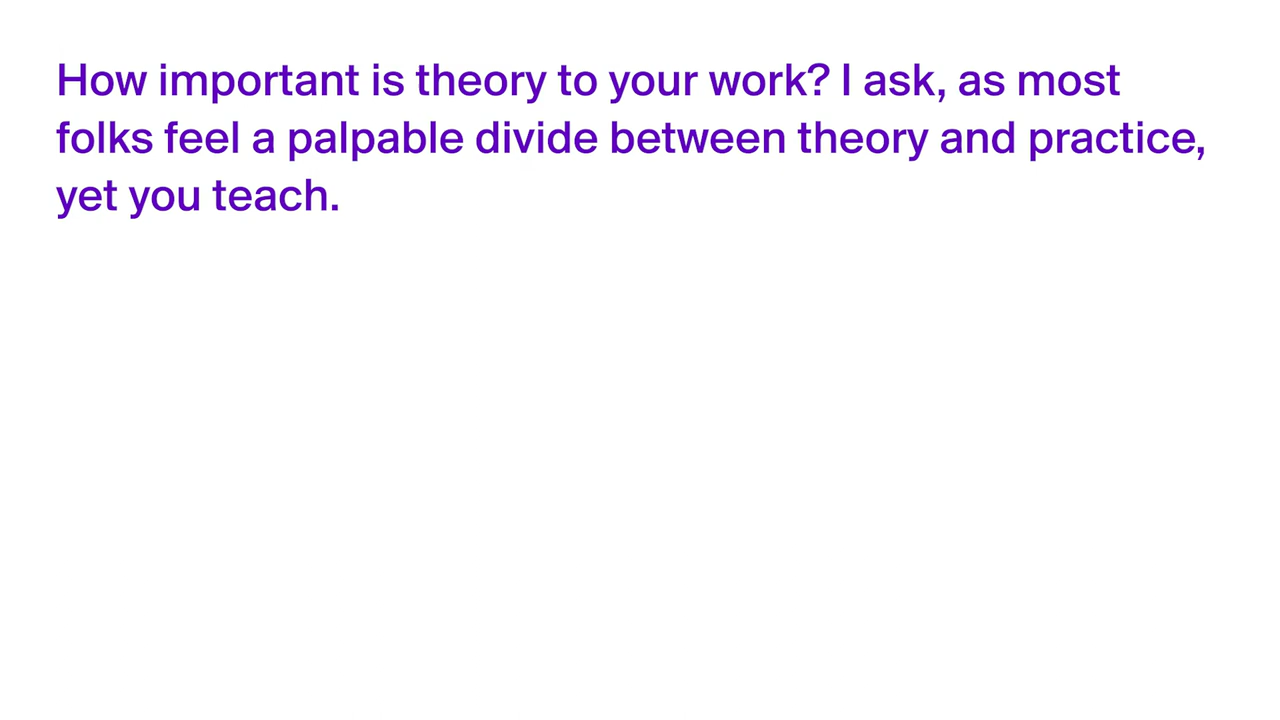 How important is theory to your work? I ask, as most
folks feel a palpable divide between theory and practice,
yet you teach.